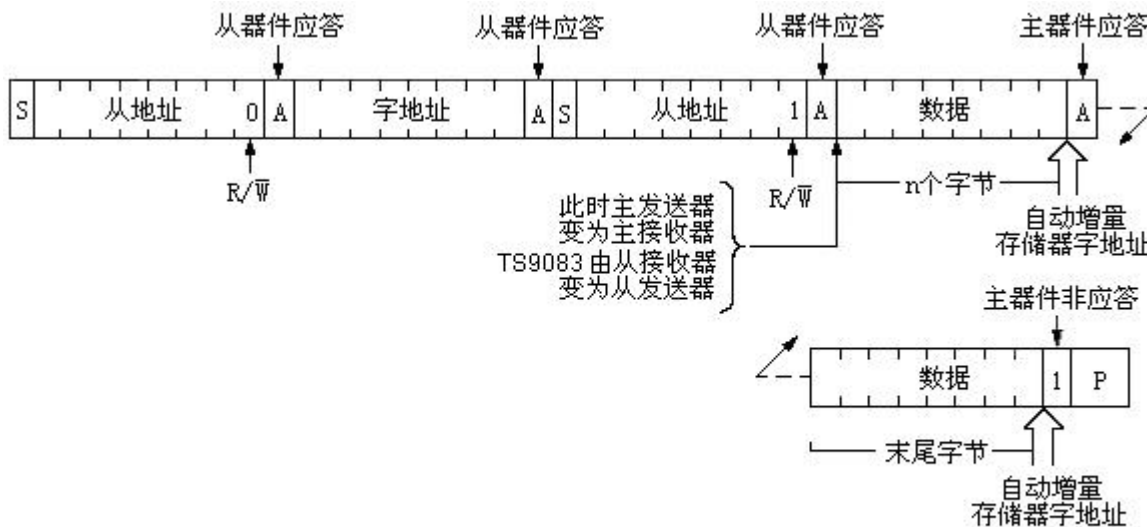 从器件应答 从器件应答 从器件应答 主器件应答
S 从地址 0 A 字地址 A S 从地址 1 A 数据 A
R/W̅ R/W̅
n个字节
此时主发送器
变为主接收器
TS9083由从接收器
变为从发送器
自动增量
存储器字地址
主器件非应答
数据 1 P
末尾字节
自动增量
存储器字地址